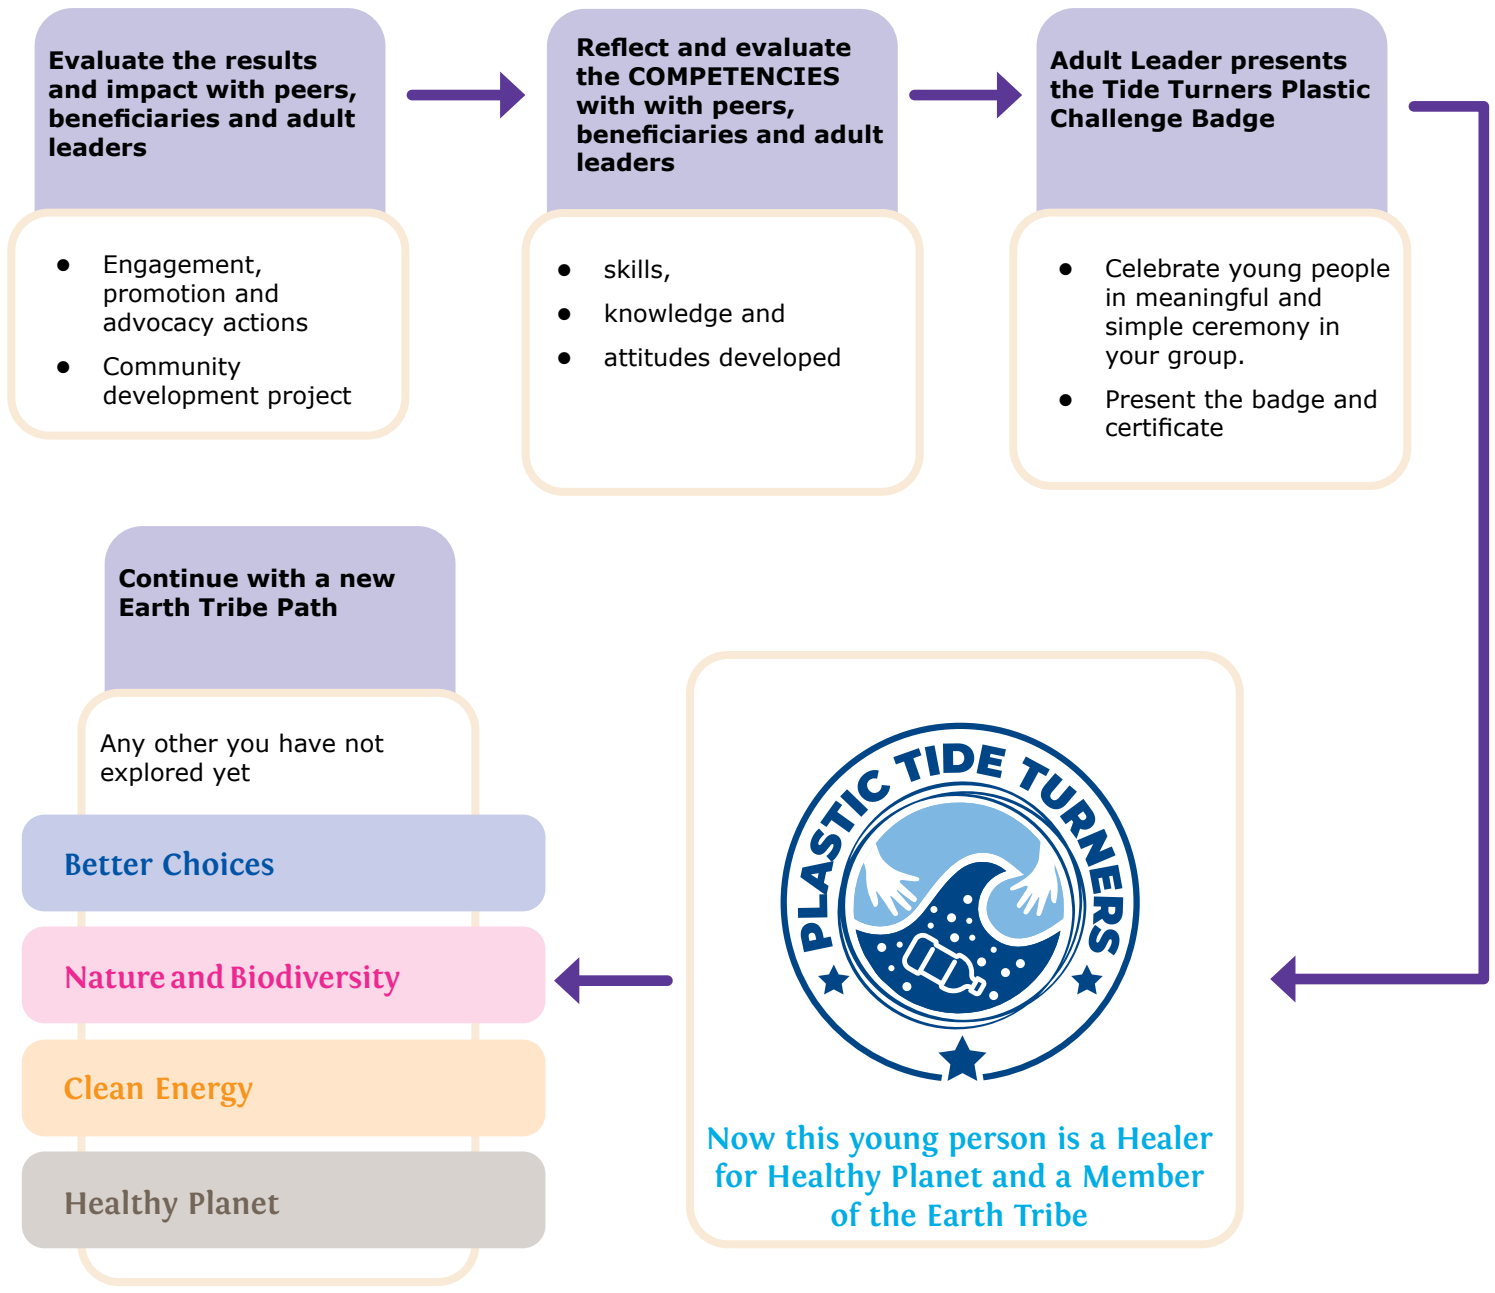 Evaluate the results
and impact with peers,
beneficiaries and adult
leaders
● Engagement,
promotion and
advocacy actions
● Community
development project
Reflect and evaluate
the COMPETENCIES
with with peers,
beneficiaries and adult
leaders
● skills,
● knowledge and
● attitudes developed
Adult Leader presents
the Tide Turners Plastic
Challenge Badge
● Celebrate young people
in meaningful and
simple ceremony in
your group.
● Present the badge and
certificate
PLASTIC TIDE TURNERS
Now this young person is a Healer
for Healthy Planet and a Member
of the Earth Tribe
Continue with a new
Earth Tribe Path
Any other you have not
explored yet
Better Choices
Nature and Biodiversity
Clean Energy
Healthy Planet